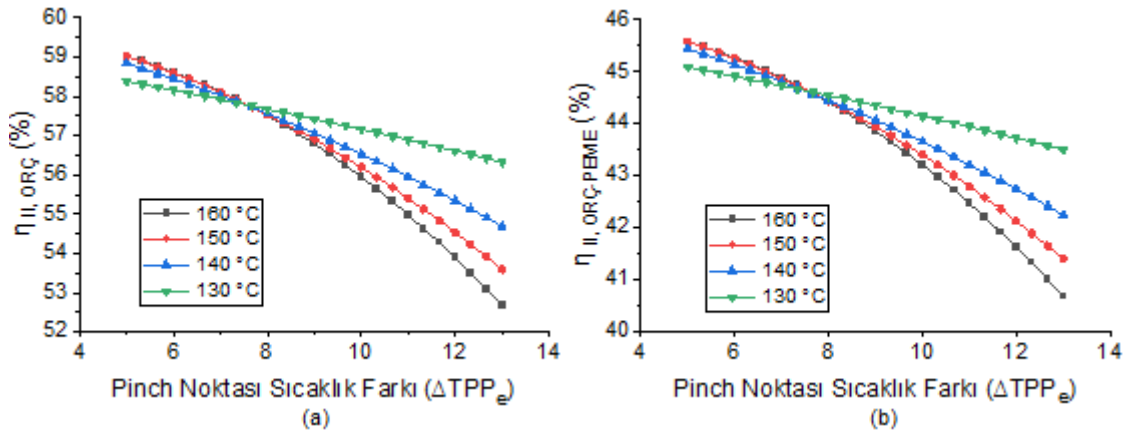 60
59
58
57
56
55
54
53
52
η II, ORÇ (%)
160 °C
150 °C
140 °C
130 °C
4 6 8 10 12 14
Pinch Noktası Sıcaklık Farkı (ΔTPPe)
(a)
46
45
44
43
42
41
40
η II, ORÇ-PEME (%)
160 °C
150 °C
140 °C
130 °C
4 6 8 10 12 14
Pinch Noktası Sıcaklık Farkı (ΔTPPe)
(b)